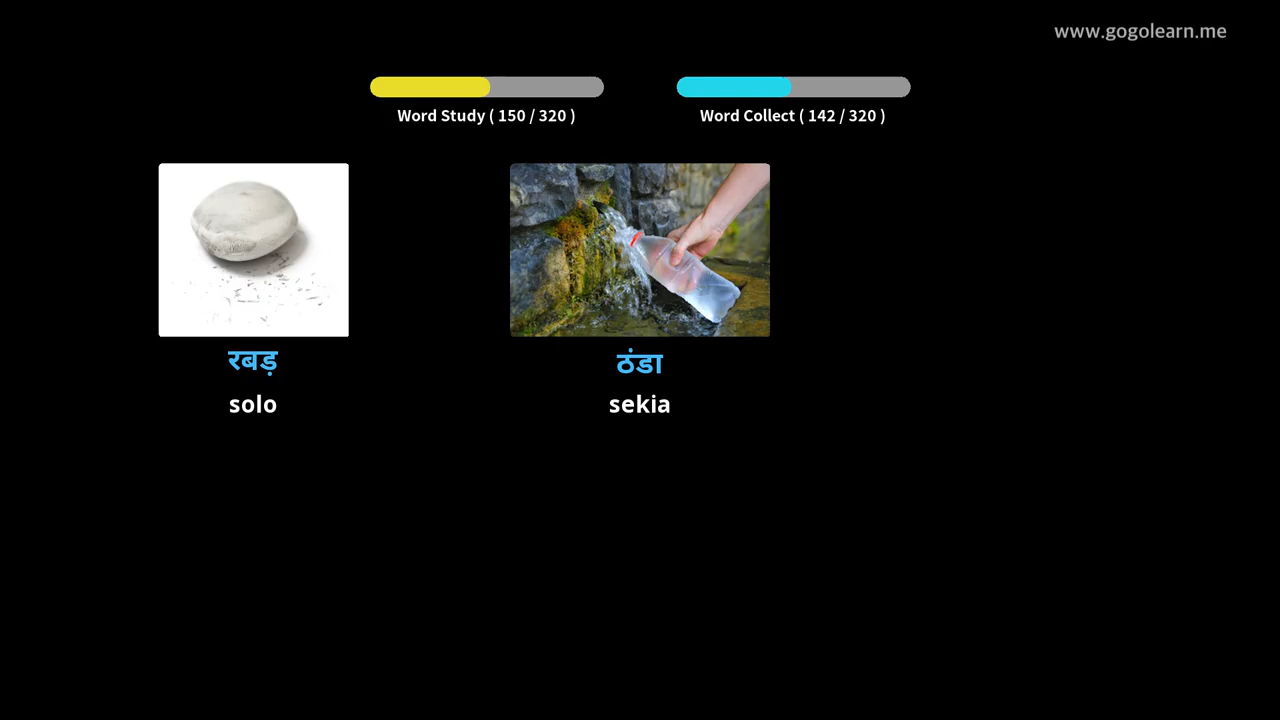 www.gogolearn.me
Word Study ( 150 / 320 )
Word Collect ( 142 / 320 )
रबड़
ठंडा
solo
sekia